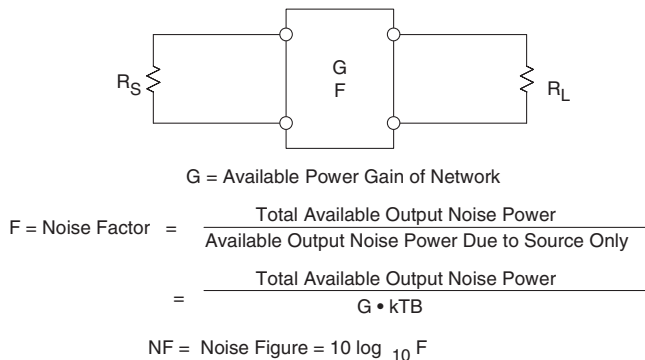 G
F
R_S
R_L
G = Available Power Gain of Network
F = Noise Factor = Total Available Output Noise Power
Available Output Noise Power Due to Source Only
= Total Available Output Noise Power
G • kTB
NF = Noise Figure = 10 log 10 F